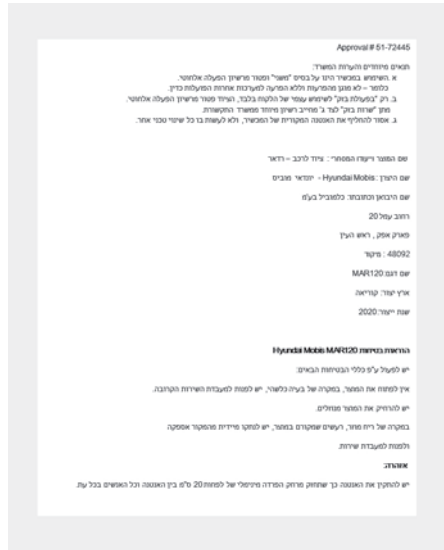 Approval # 51-72445
תנאים מיוחדים והערות המשרד:
א. השימוש במכשיר הינו על בסיס "משני" ופטור מרשיון הפעלה אלחוטי.
כלומר – לא מוגן מהפרעות וללא הפרעה למערכות אחרות הפועלות כדין.
ב. רק "בפעולת בזק" לשימוש עצמי של הלקוח בלבד, הציוד פטור מרשיון הפעלה אלחוטי.
מתן "שרות בזק" לצד ג' מחייב רשיון מיוחד ממשרד התקשורת.
ג. אסור להחליף את האנטנה המקורית של המכשיר, ולא לעשות בו כל שינוי טכני אחר.
שם המוצר וייעודו המסחרי : ציוד לרכב – רדאר
שם היצרן : Hyundai Mobis - יונדאי מוביס
שם היבואן וכתובתו: כלמוביל בע"מ
רחוב עמל 20
פארק אפק , ראש העין
מיקוד : 48092
שם דגם: MAR120
ארץ יצור: קוריאה
שנת ייצור: 2020
הוראות בטיחות Hyundai Mobis MAR120
יש לפעול ע"פ כללי הבטיחות הבאים:
אין לפתוח את המוצר, במקרה של בעיה כלשהי, יש לפנות למעבדת השירות הקרובה.
יש להרחיק את המוצר מנוזלים.
במקרה של ריח מוזר, רעשים שמקורם במוצר, יש לנתקו מיידית מהמקור אספקה
ולפנות למעבדת שירות.
אזהרה:
יש להתקין את האנטנה כך שתחזוק מרחק הפרדה מינימלי של לפחות 20 ס"מ בין האנטנה וכל האנשים בכל עת.